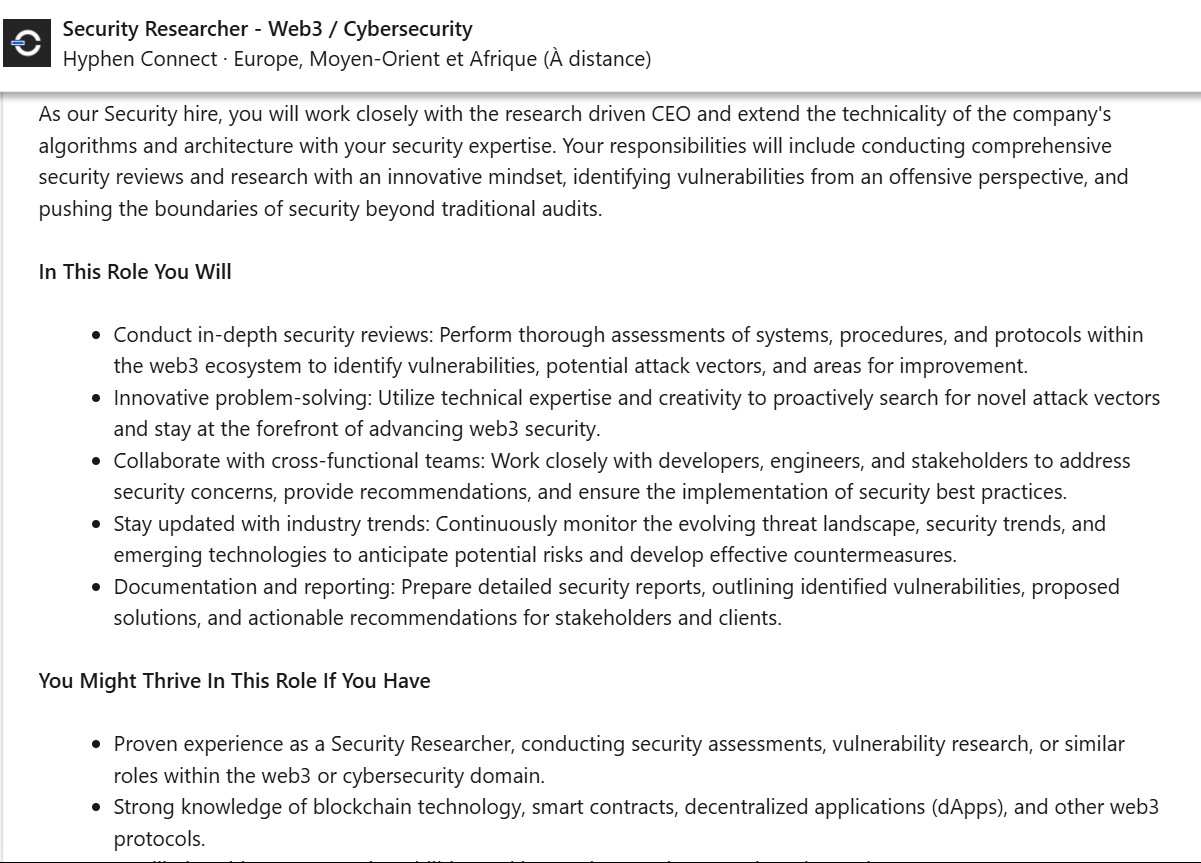 Security Researcher - Web3 / Cybersecurity
Hyphen Connect · Europe, Moyen-Orient et Afrique (À distance)
As our Security hire, you will work closely with the research driven CEO and extend the technicality of the company's
algorithms and architecture with your security expertise. Your responsibilities will include conducting comprehensive
security reviews and research with an innovative mindset, identifying vulnerabilities from an offensive perspective, and
pushing the boundaries of security beyond traditional audits.
In This Role You Will
• Conduct in-depth security reviews: Perform thorough assessments of systems, procedures, and protocols within
the web3 ecosystem to identify vulnerabilities, potential attack vectors, and areas for improvement.
• Innovative problem-solving: Utilize technical expertise and creativity to proactively search for novel attack vectors
and stay at the forefront of advancing web3 security.
• Collaborate with cross-functional teams: Work closely with developers, engineers, and stakeholders to address
security concerns, provide recommendations, and ensure the implementation of security best practices.
• Stay updated with industry trends: Continuously monitor the evolving threat landscape, security trends, and
emerging technologies to anticipate potential risks and develop effective countermeasures.
• Documentation and reporting: Prepare detailed security reports, outlining identified vulnerabilities, proposed
solutions, and actionable recommendations for stakeholders and clients.
You Might Thrive In This Role If You Have
• Proven experience as a Security Researcher, conducting security assessments, vulnerability research, or similar
roles within the web3 or cybersecurity domain.
• Strong knowledge of blockchain technology, smart contracts, decentralized applications (dApps), and other web3
protocols.